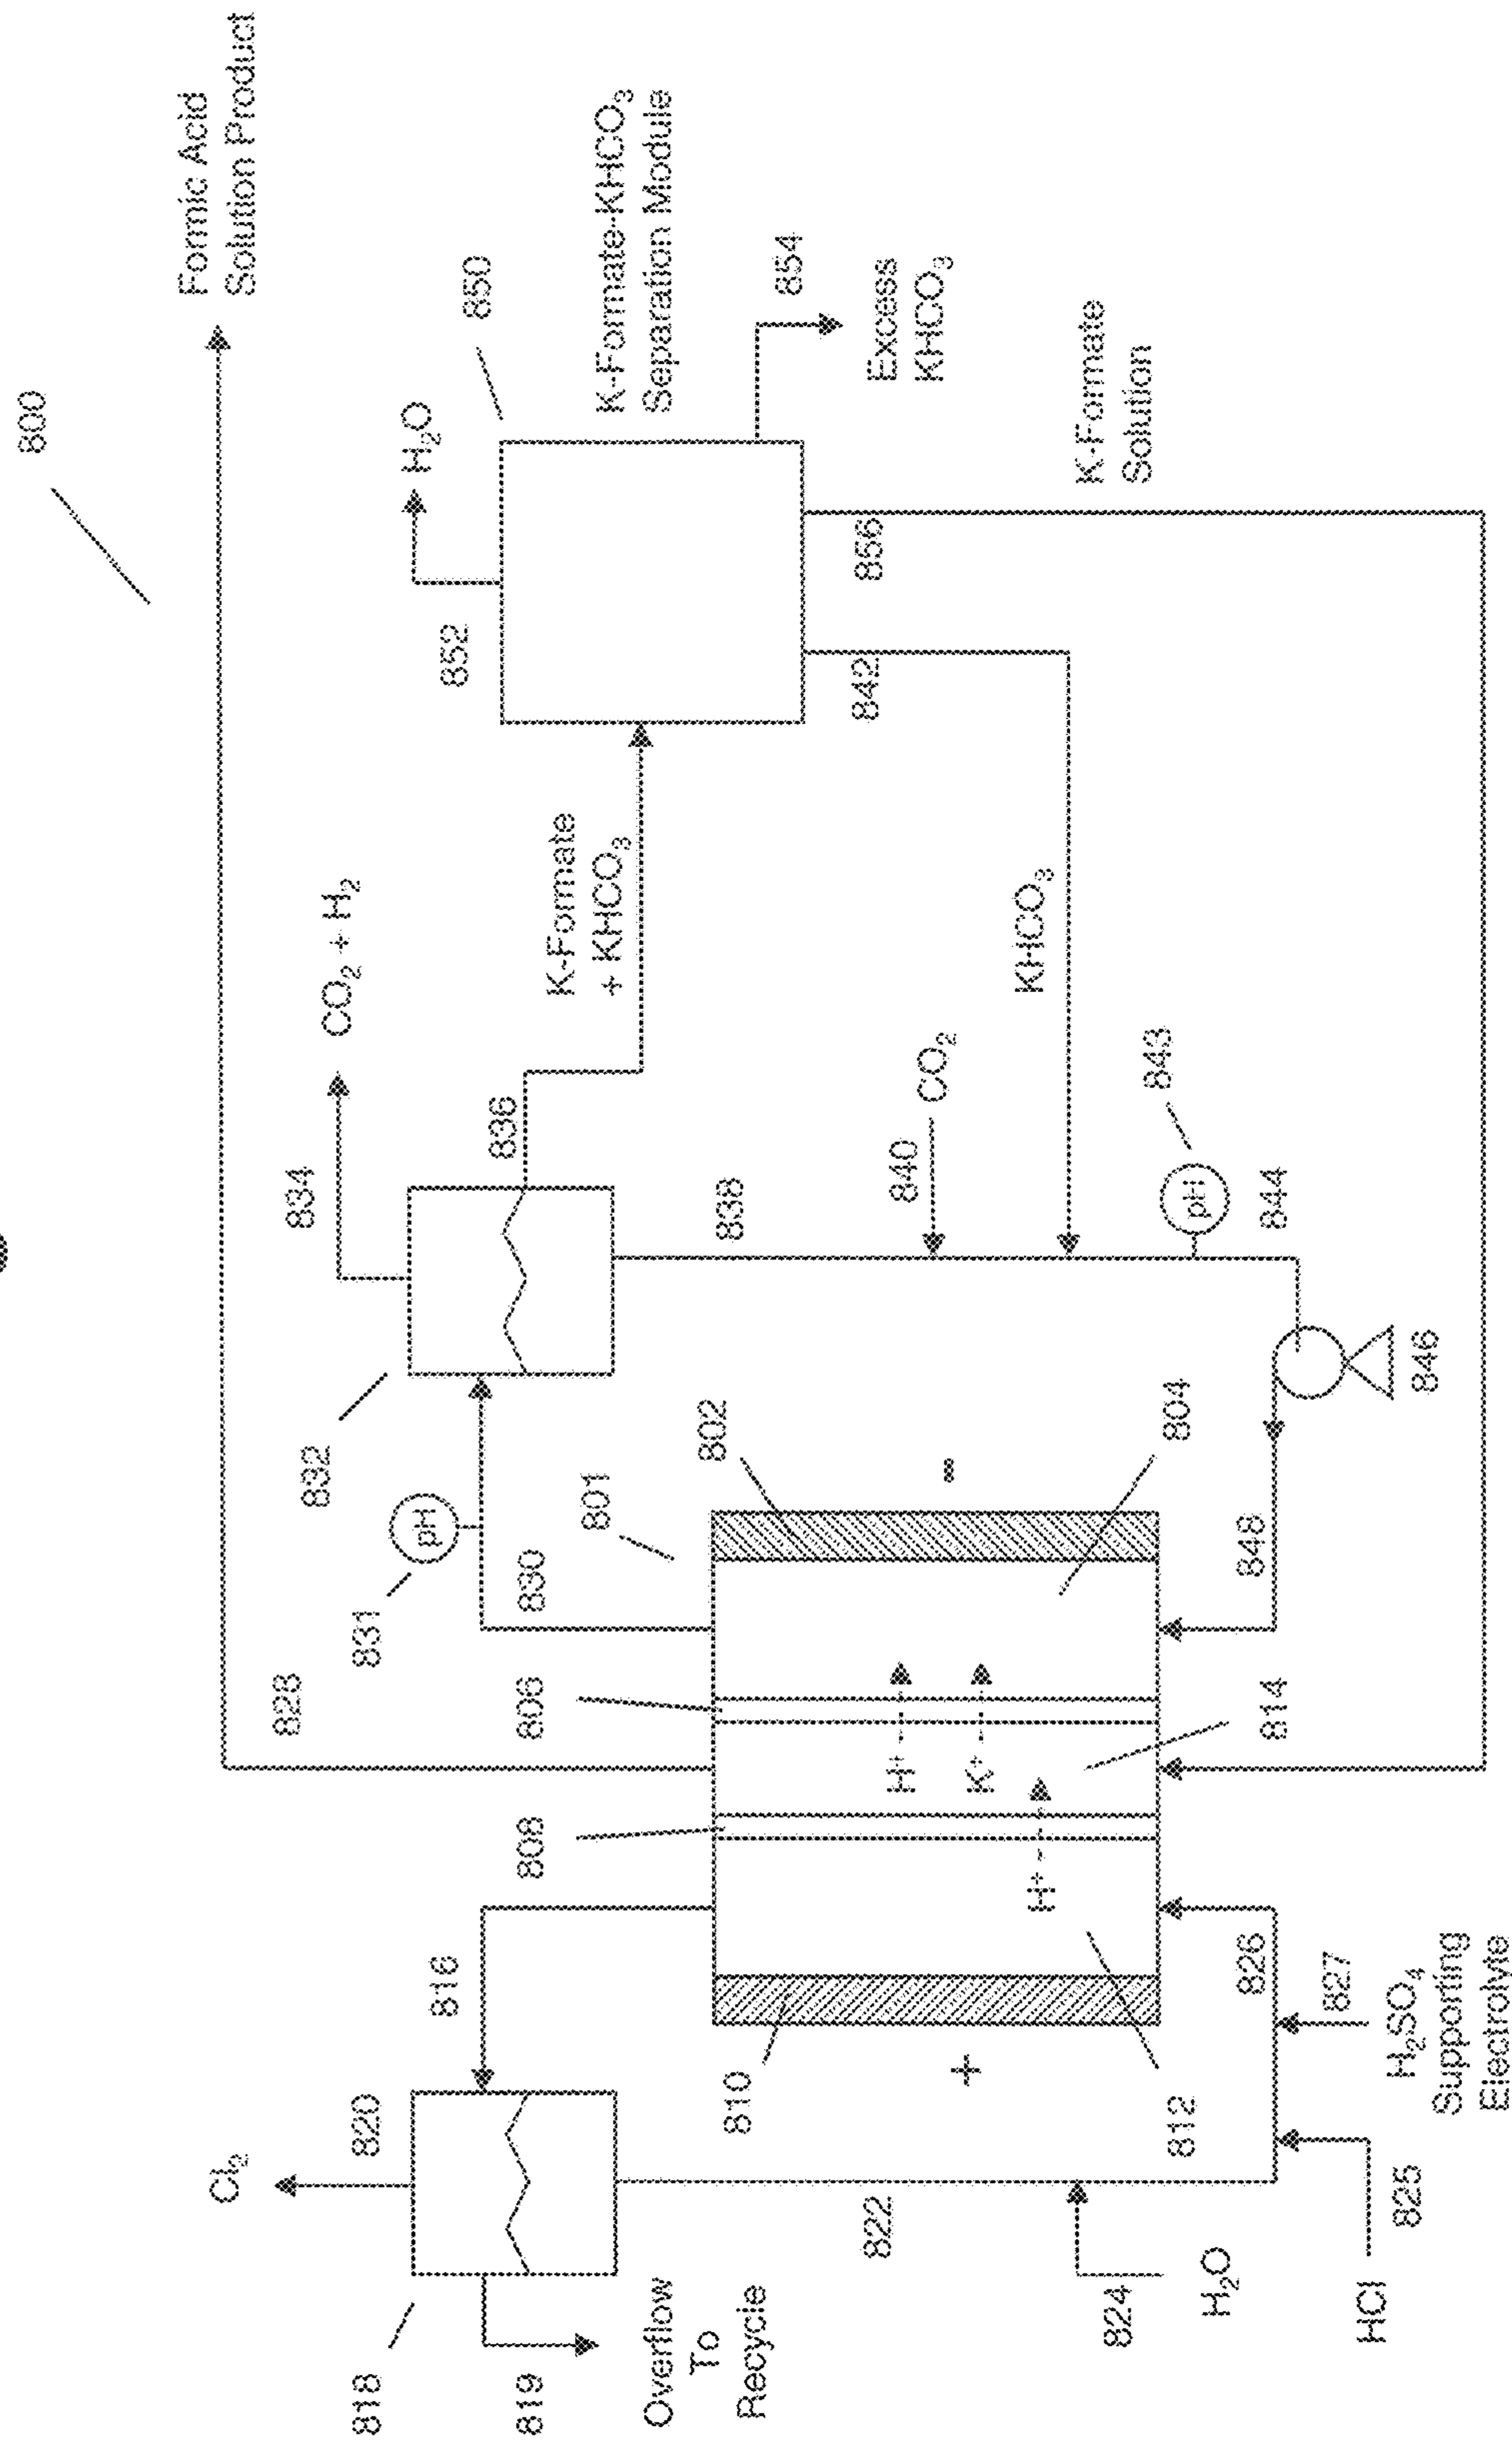 800
Formic Acid
Solution Product
828
834
CO₂ + H₂
832
pH
831
830
836
K-Formate
+ KHCO₃
852
H₂O
850
K-Formate-KHCO₃
Separation Module
854
Excess
KHCO₃
842
856
K-Formate
Solution
838
840
CO₂
KHCO₃
843
pH
844
846
848
801
802
-
804
806
808
814
H⁺
K⁺
H⁺
810
+
812
816
Cl₂
820
818
819
Overflow
To
Recycle
822
824
H₂O
826
827
H₂SO₄
Supporting
Electrolyte
825
HCl